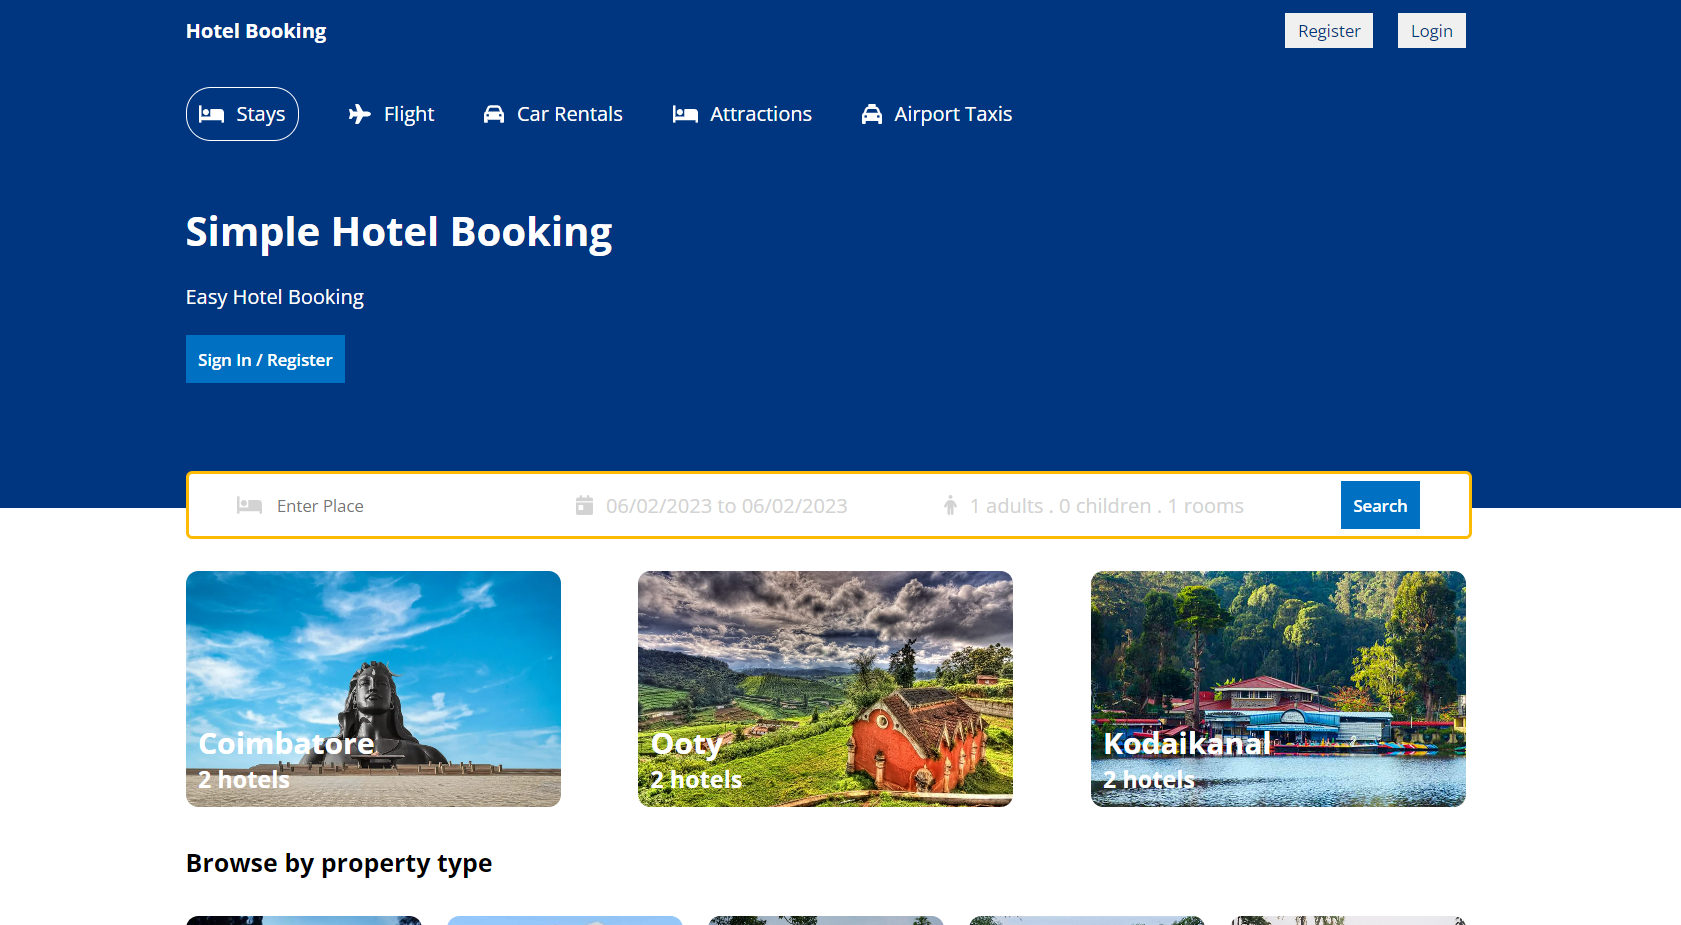 Hotel Booking
Register
Login
Stays
Flight
Car Rentals
Attractions
Airport Taxis
Simple Hotel Booking
Easy Hotel Booking
Sign In / Register
Enter Place
06/02/2023 to 06/02/2023
1 adults . 0 children . 1 rooms
Search
Coimbatore
2 hotels
Ooty
2 hotels
Kodaikanal
2 hotels
Browse by property type